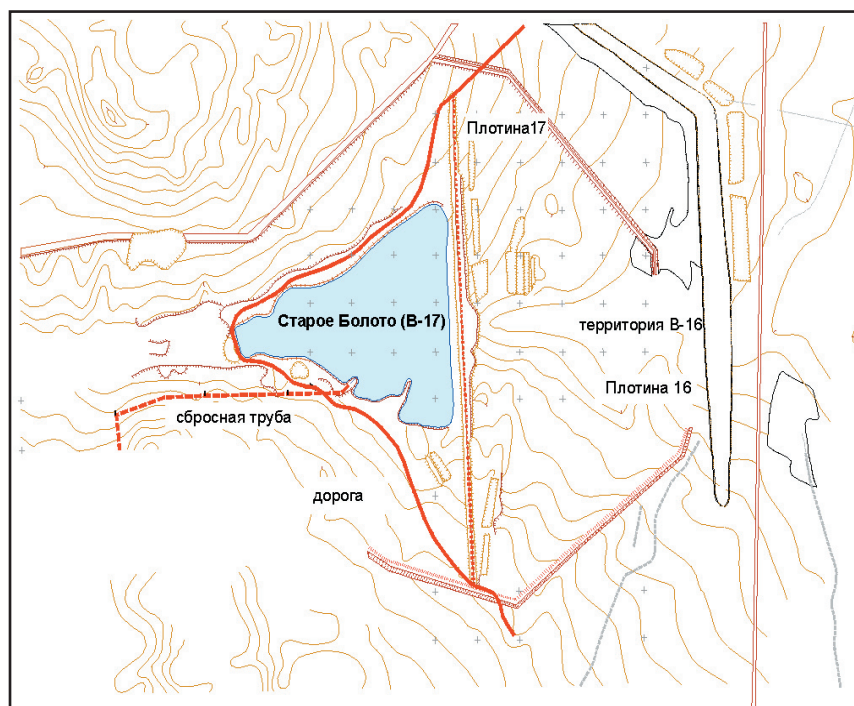 Плотина17
Старое Болото (В-17)
территория В-16
Плотина 16
сбросная труба
дорога